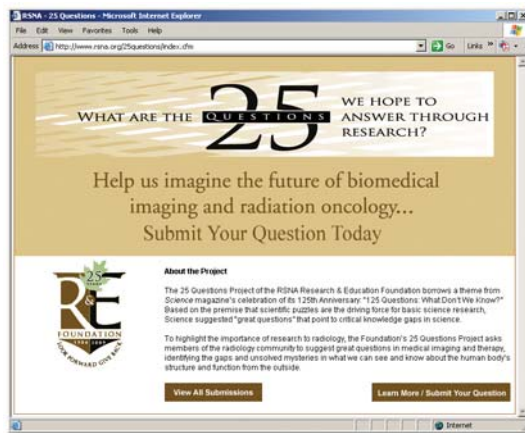 RSNA - 25 Questions - Microsoft Internet Explorer
File Edit View Favorites Tools Help
Address http://www.rsna.org/25questions/index.cfm Go Links »
WHAT ARE THE 25 QUESTIONS WE HOPE TO
ANSWER THROUGH
RESEARCH?
Help us imagine the future of biomedical
imaging and radiation oncology...
Submit Your Question Today
25
R&E
FOUNDATION
LOOK FORWARD GIVE BACK
About the Project
The 25 Questions Project of the RSNA Research & Education Foundation borrows a theme from
Science magazine's celebration of its 125th Anniversary: "125 Questions: What Don't We Know?"
Based on the premise that scientific puzzles are the driving force for basic science research,
Science suggested "great questions" that point to critical knowledge gaps in science.
To highlight the importance of research to radiology, the Foundation's 25 Questions Project asks
members of the radiology community to suggest great questions in medical imaging and therapy,
identifying the gaps and unsolved mysteries in what we can see and know about the human body's
structure and function from the outside.
View All Submissions
Learn More / Submit Your Question
Internet